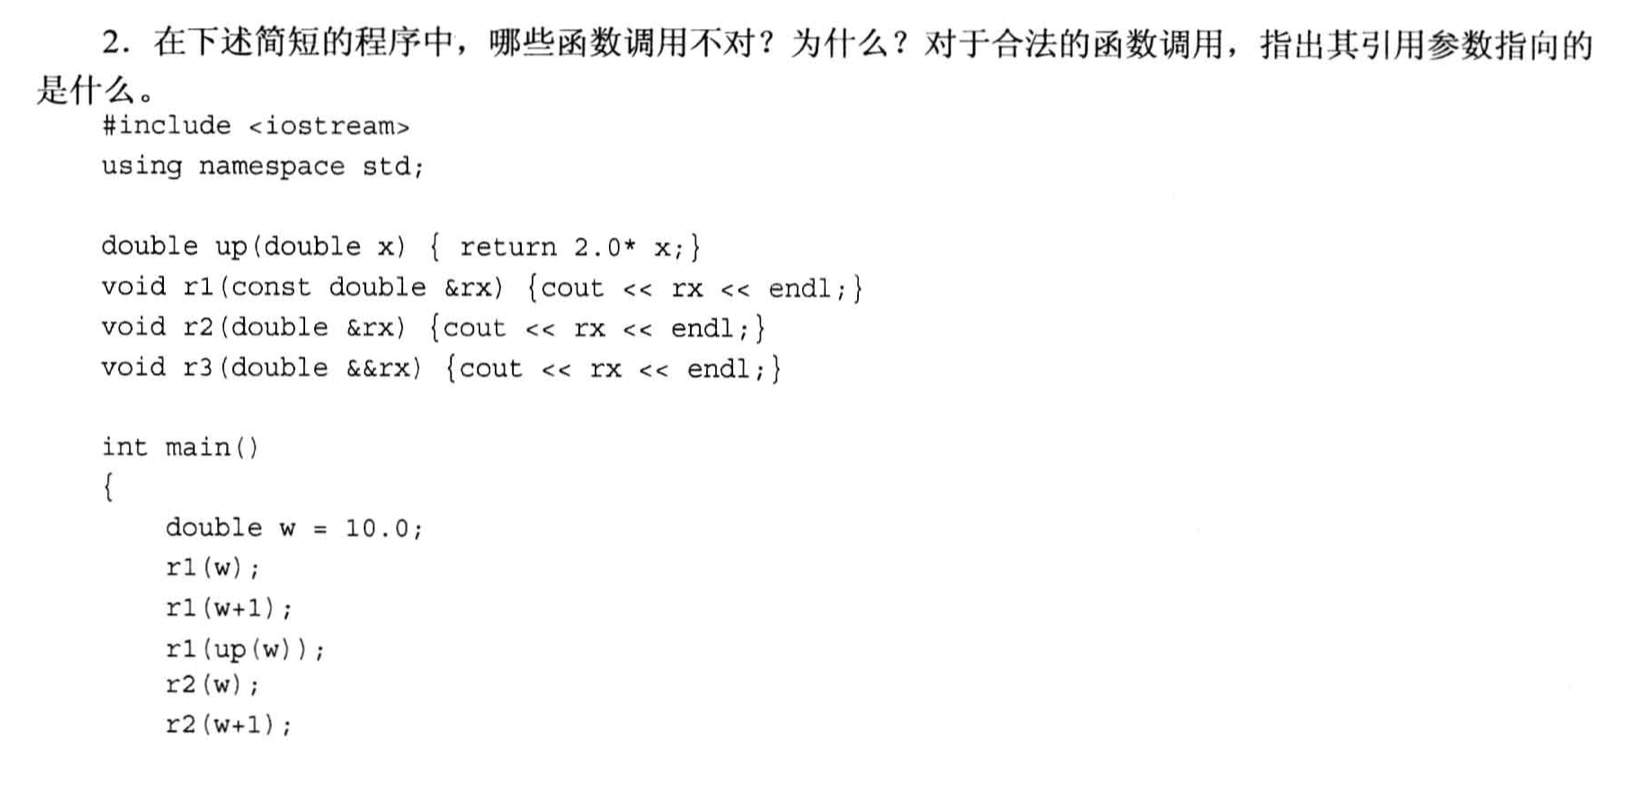 2．在下述简短的程序中，哪些函数调用不对？为什么？对于合法的函数调用，指出其引用参数指向的
是什么。
#include <iostream>
using namespace std;
double up(double x) { return 2.0* x;}
void r1(const double &rx) {cout << rx << endl;}
void r2(double &rx) {cout << rx << endl;}
void r3(double &&rx) {cout << rx << endl;}
int main()
{
double w = 10.0;
r1(w);
r1(w+1);
r1(up(w));
r2(w);
r2(w+1);